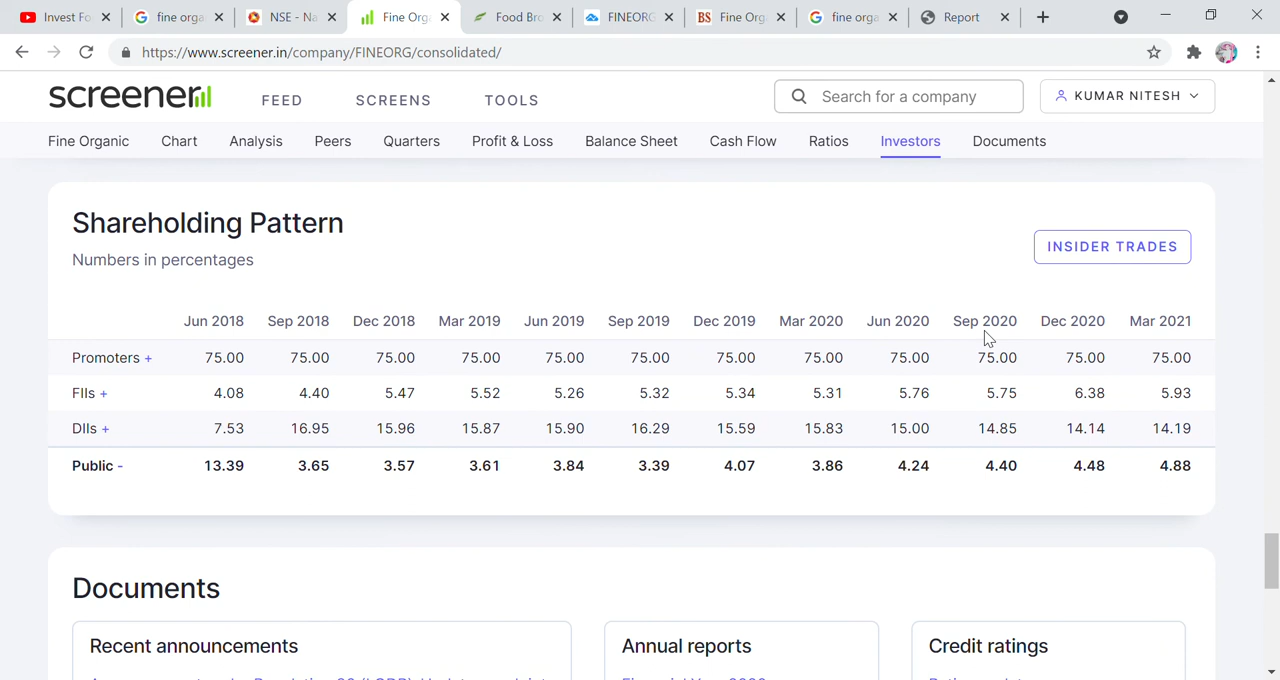 Invest Fo fine orga NSE - Na Fine Orga Food Bro FINEORG BS Fine Org fine orga Report
https://www.screener.in/company/FINEORG/consolidated/
screener FEED SCREENS TOOLS Search for a company KUMAR NITESH
Fine Organic Chart Analysis Peers Quarters Profit & Loss Balance Sheet Cash Flow Ratios Investors Documents
Shareholding Pattern
Numbers in percentages
INSIDER TRADES
Jun 2018 Sep 2018 Dec 2018 Mar 2019 Jun 2019 Sep 2019 Dec 2019 Mar 2020 Jun 2020 Sep 2020 Dec 2020 Mar 2021
Promoters + 75.00 75.00 75.00 75.00 75.00 75.00 75.00 75.00 75.00 75.00 75.00 75.00
FIIs + 4.08 4.40 5.47 5.52 5.26 5.32 5.34 5.31 5.76 5.75 6.38 5.93
DIIs + 7.53 16.95 15.96 15.87 15.90 16.29 15.59 15.83 15.00 14.85 14.14 14.19
Public - 13.39 3.65 3.57 3.61 3.84 3.39 4.07 3.86 4.24 4.40 4.48 4.88
Documents
Recent announcements Annual reports Credit ratings